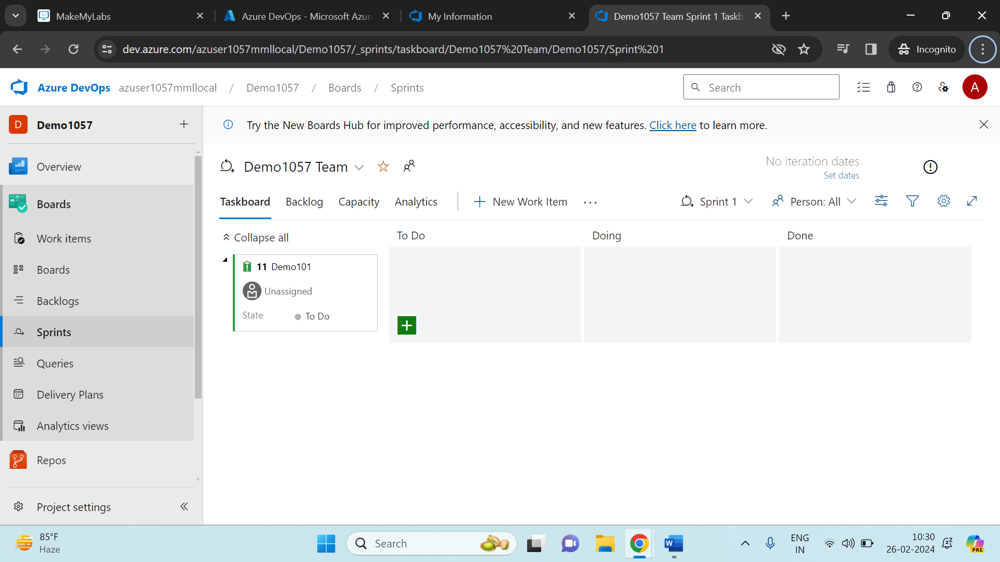 MakeMyLabs
Azure DevOps - Microsoft Azure
My Information
Demo1057 Team Sprint 1 Taskb
dev.azure.com/azuser1057mmllocal/Demo1057/_sprints/taskboard/Demo1057%20Team/Demo1057/Sprint%201
Incognito
Azure DevOps azuser1057mmllocal / Demo1057 / Boards / Sprints
Search
A
D Demo1057
Try the New Boards Hub for improved performance, accessibility, and new features. Click here to learn more.
Overview
Boards
Work items
Boards
Backlogs
Sprints
Queries
Delivery Plans
Analytics views
Repos
Project settings
Demo1057 Team
No iteration dates
Set dates
Taskboard Backlog Capacity Analytics New Work Item Sprint 1 Person: All
Collapse all To Do Doing Done
11 Demo101
Unassigned
State To Do
85°F
Haze
Search
ENG
IN
10:30
26-02-2024
PRE